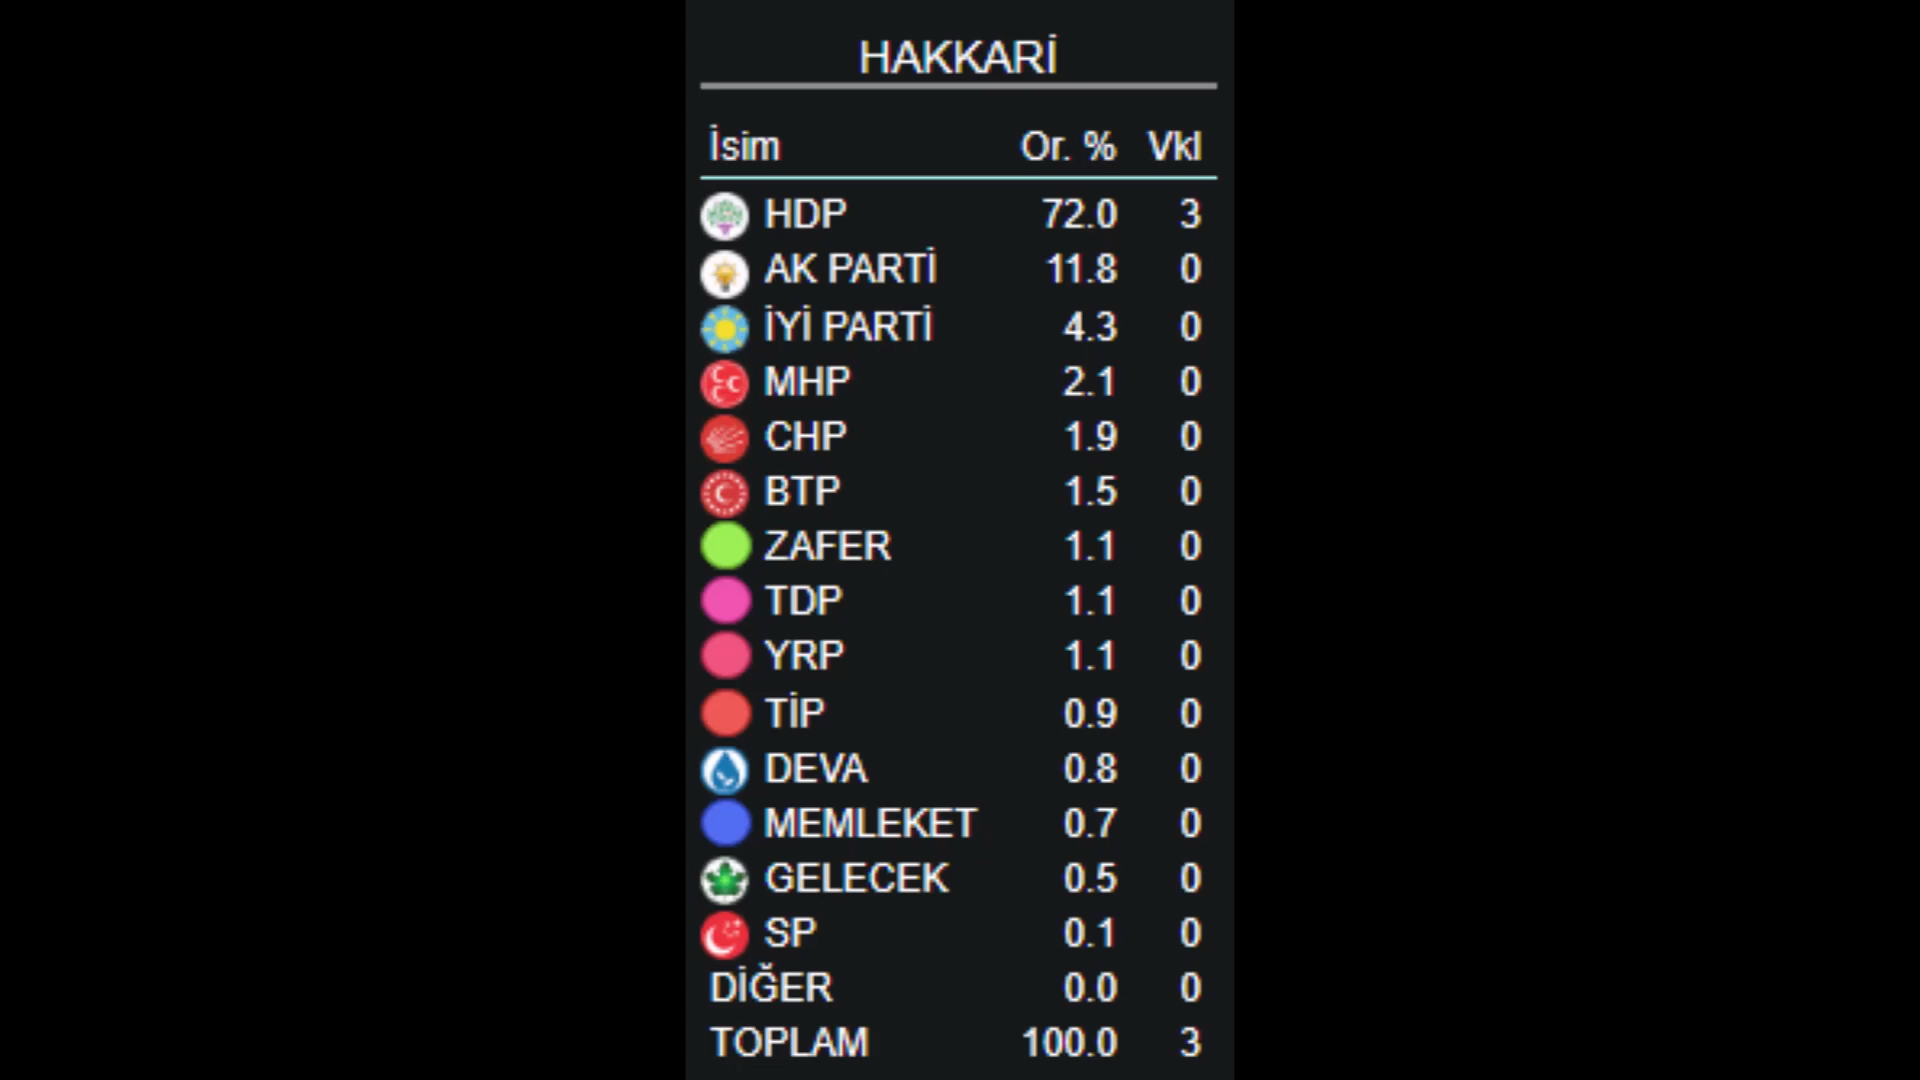 HAKKARİ
İsim Or. % Vkl
HDP 72.0 3
AK PARTİ 11.8 0
İYİ PARTİ 4.3 0
MHP 2.1 0
CHP 1.9 0
BTP 1.5 0
ZAFER 1.1 0
TDP 1.1 0
YRP 1.1 0
TİP 0.9 0
DEVA 0.8 0
MEMLEKET 0.7 0
GELECEK 0.5 0
SP 0.1 0
DİĞER 0.0 0
TOPLAM 100.0 3